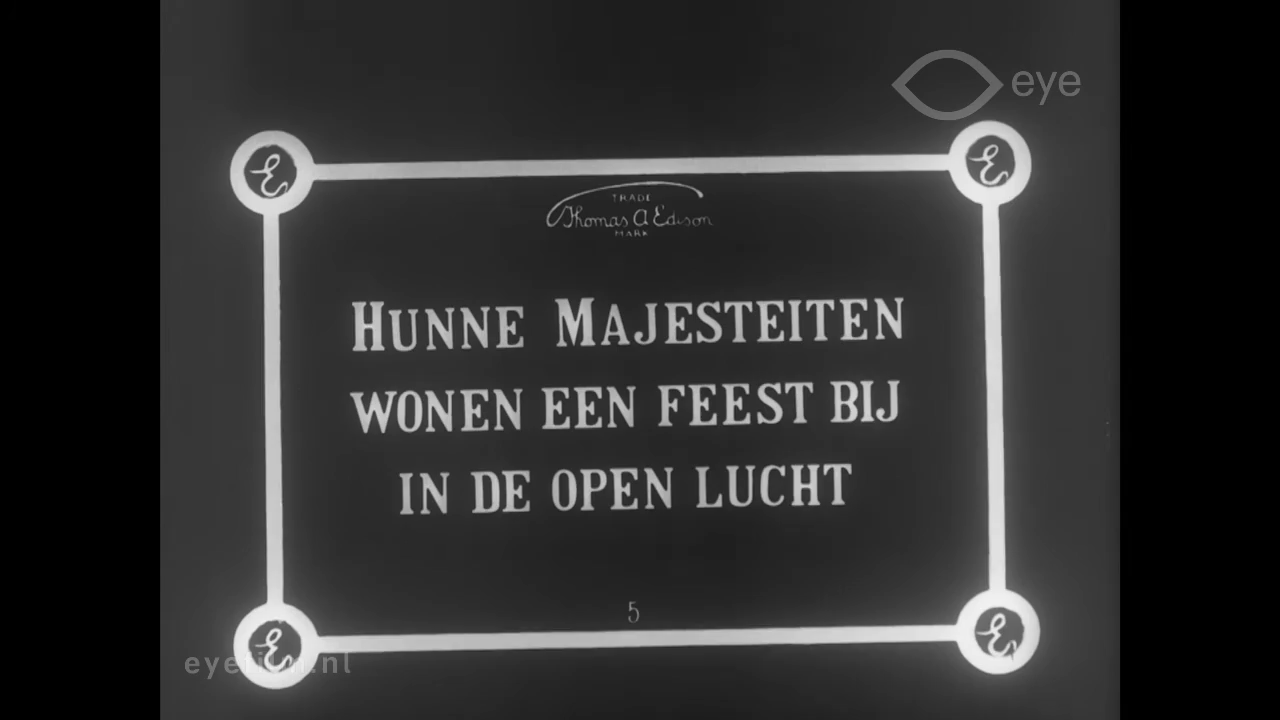 eye
E
E
TRADE
Thomas A Edison
MARK
HUNNE MAJESTEITEN
WONEN EEN FEEST BIJ
IN DE OPEN LUCHT
5
E
E
eyefilm.nl